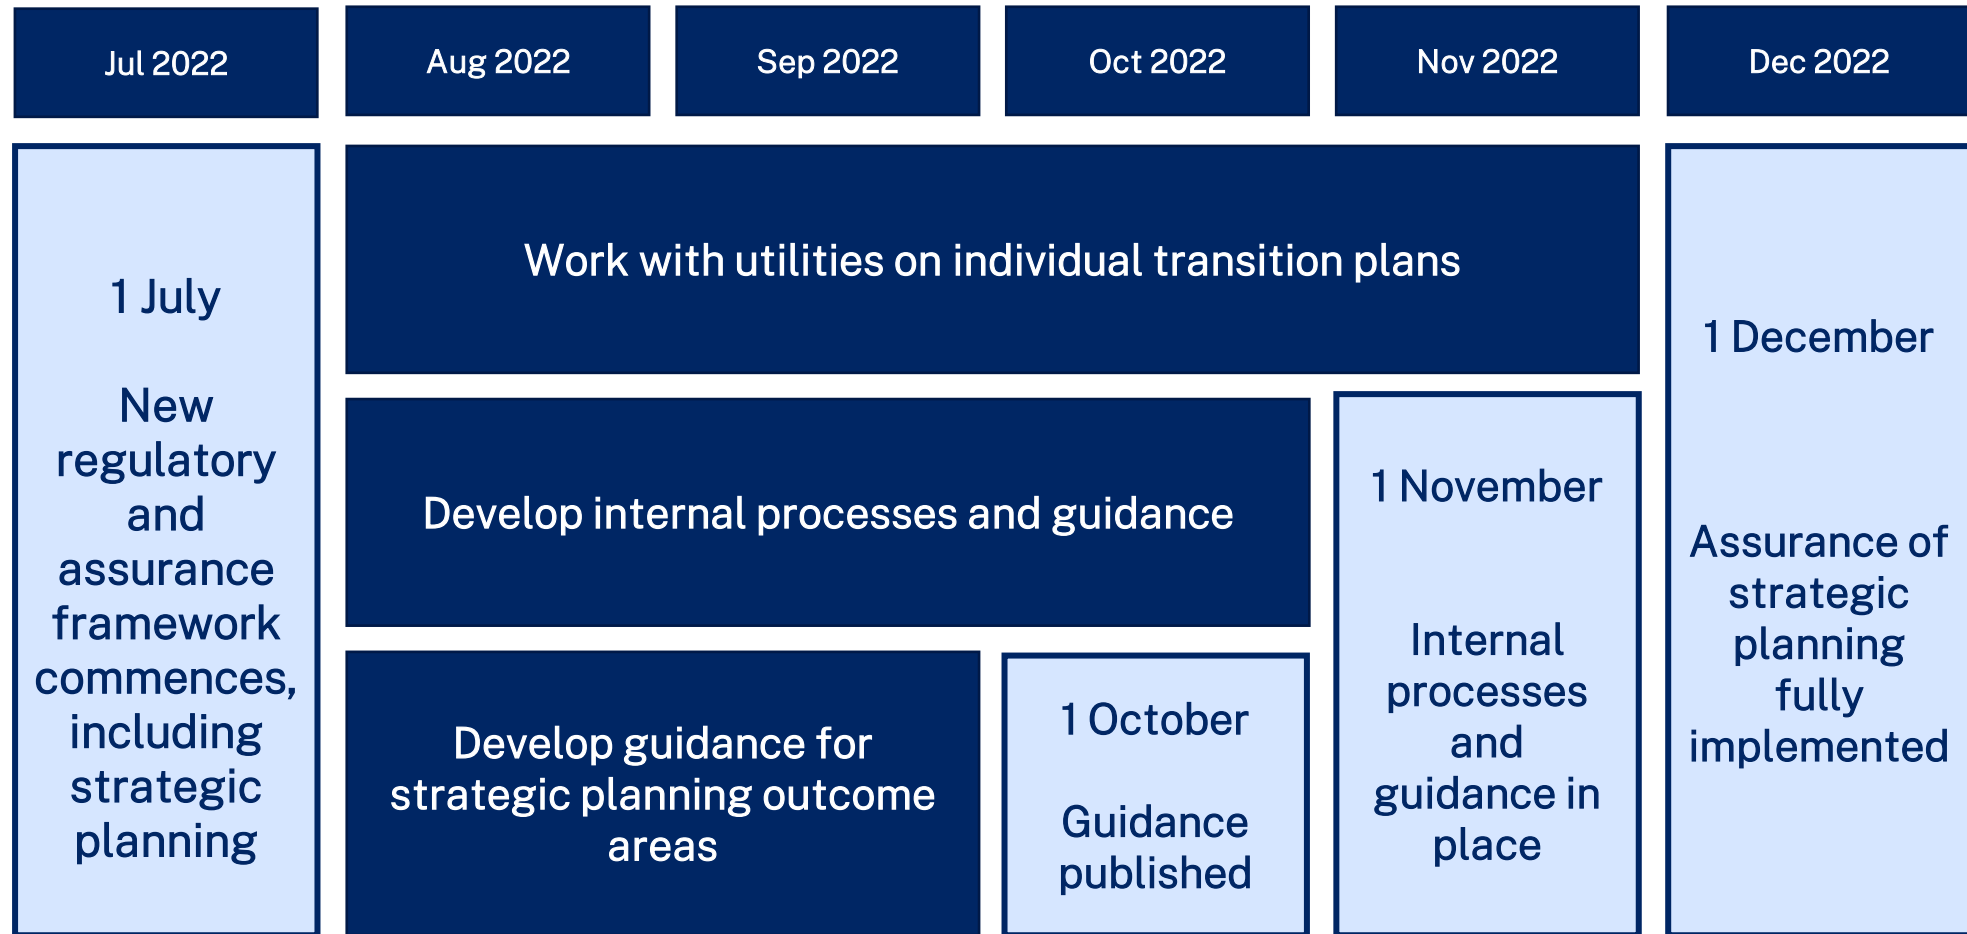 Jul 2022
Aug 2022
Sep 2022
Oct 2022
Nov 2022
Dec 2022
1 July
New
regulatory
and
assurance
framework
commences,
including
strategic
planning
Work with utilities on individual transition plans
Develop internal processes and guidance
Develop guidance for
strategic planning outcome
areas
1 October
Guidance
published
1 November
Internal
processes
and
guidance in
place
1 December
Assurance of
strategic
planning
fully
implemented